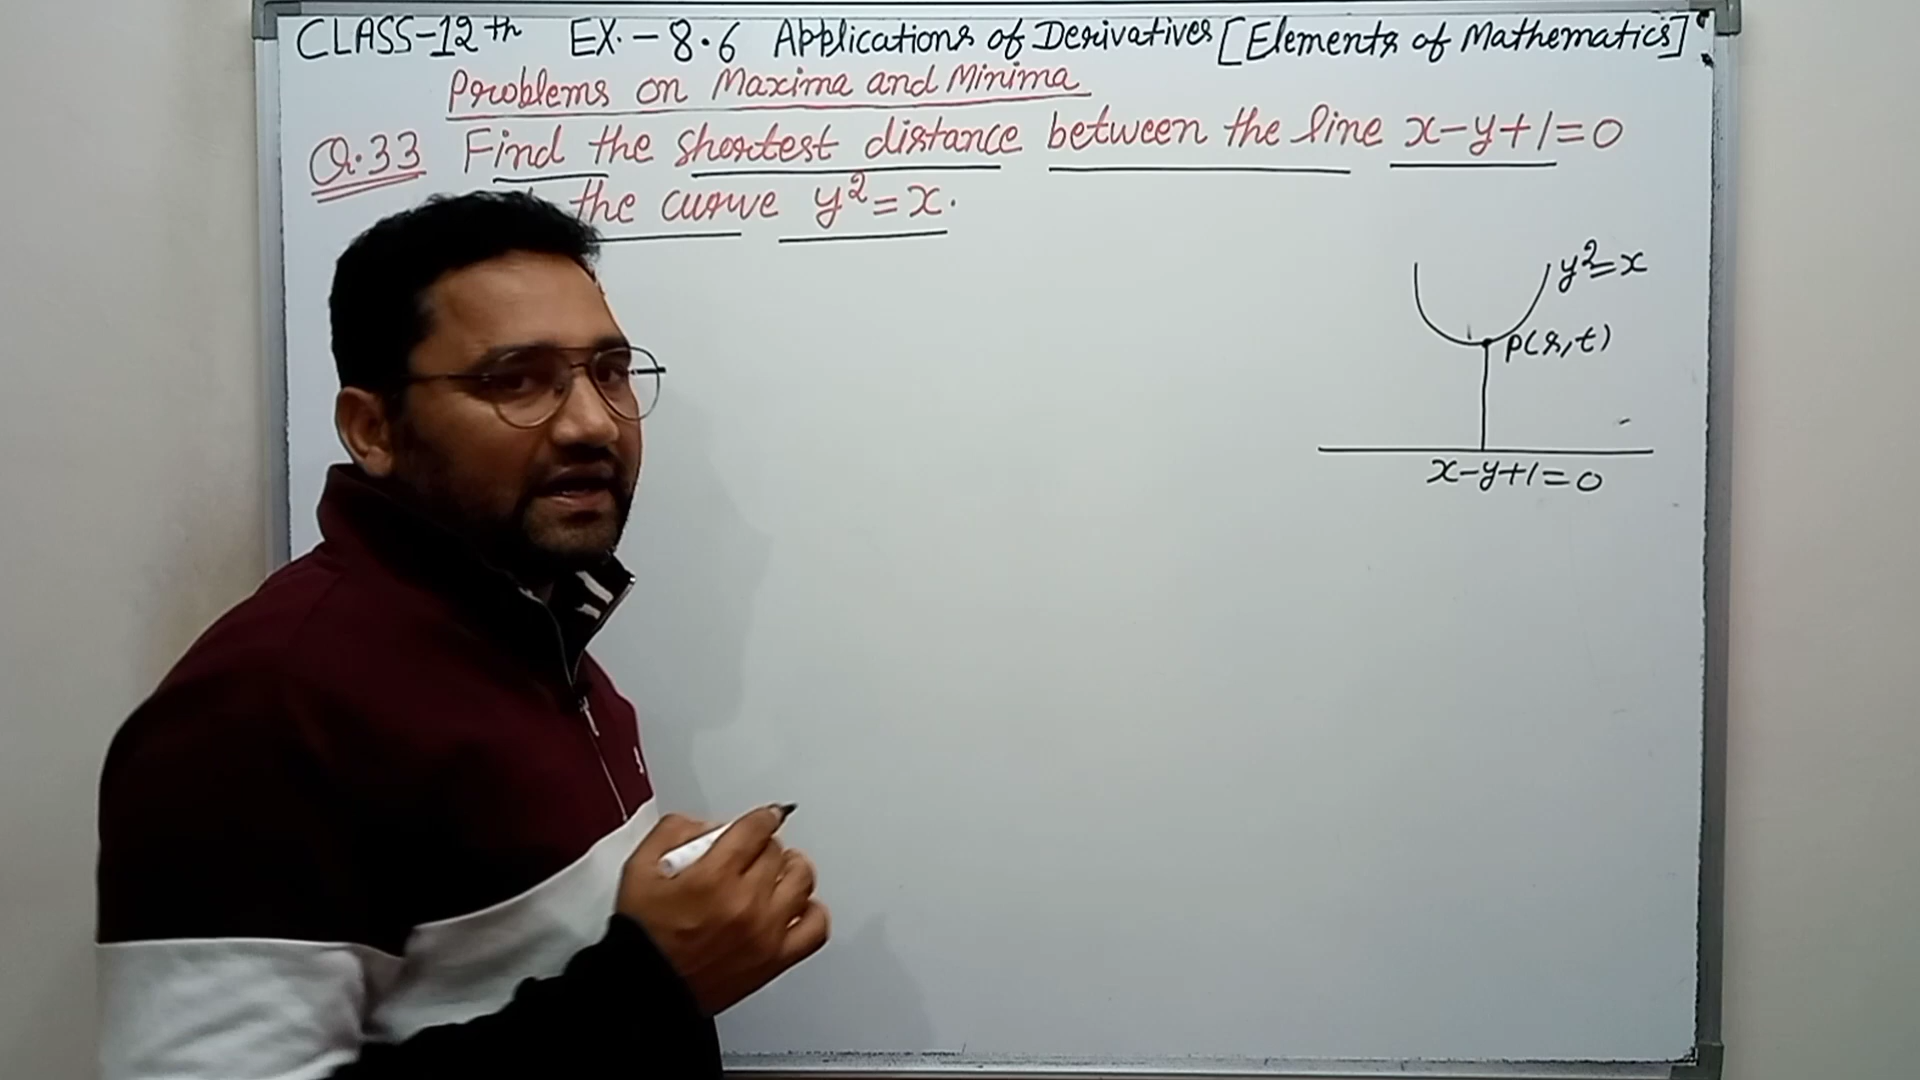 CLASS-12th EX.-8.6 Applications of Derivatives [Elements of Mathematics]
Problems on Maxima and Minima
Q.33 Find the shortest distance between the line x-y+1=0
the curve y²=x.
y²=x
P(s,t)
x-y+1=0